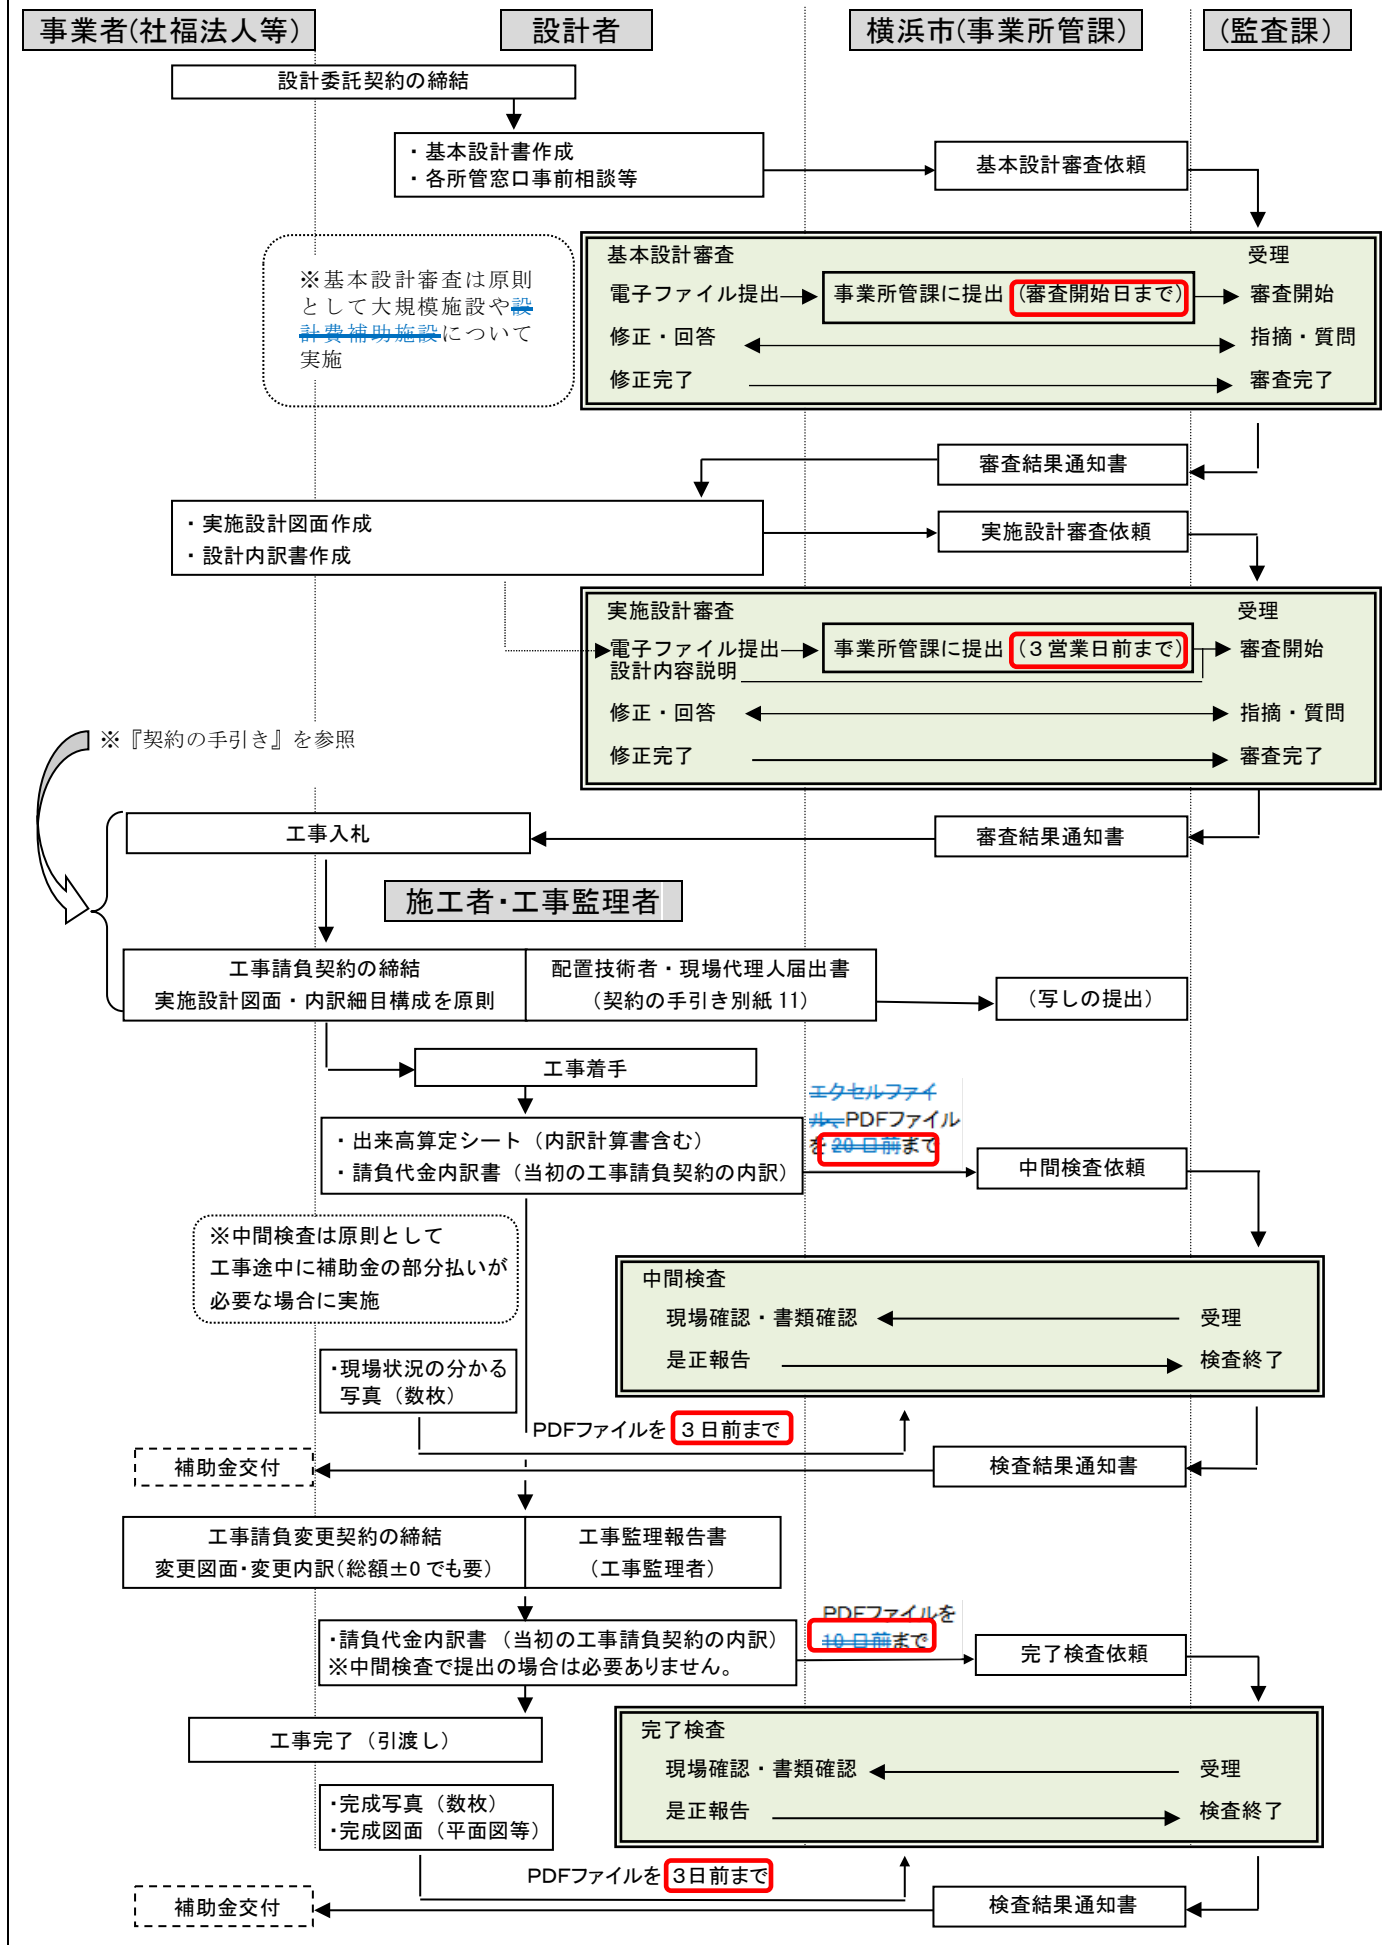 事業者(社福法人等)
設計者
横浜市(事業所管課)
(監査課)
設計委託契約の締結
・基本設計書作成
・各所管窓口事前相談等
基本設計審査依頼
※基本設計審査は原則
として大規模施設や設
計費補助施設について
実施
基本設計審査
受理
電子ファイル提出
事業所管課に提出（審査開始日まで）
審査開始
修正・回答
指摘・質問
修正完了
審査完了
審査結果通知書
・実施設計図面作成
・設計内訳書作成
実施設計審査依頼
実施設計審査
受理
電子ファイル提出
事業所管課に提出（３営業日前まで）
審査開始
設計内容説明
修正・回答
指摘・質問
修正完了
審査完了
※『契約の手引き』を参照
工事入札
審査結果通知書
施工者・工事監理者
工事請負契約の締結
実施設計図面・内訳細目構成を原則
配置技術者・現場代理人届出書
（契約の手引き別紙 11）
（写しの提出）
工事着手
エクセルファイ
ル、PDFファイル
を 20 日前まで
・出来高算定シート（内訳計算書含む）
・請負代金内訳書（当初の工事請負契約の内訳）
中間検査依頼
※中間検査は原則として
工事途中に補助金の部分払いが
必要な場合に実施
中間検査
現場確認・書類確認
受理
是正報告
検査終了
・現場状況の分かる
写真（数枚）
PDFファイルを ３日前まで
補助金交付
検査結果通知書
工事請負変更契約の締結
変更図面・変更内訳(総額±0 でも要)
工事監理報告書
（工事監理者）
PDFファイルを
10 日前まで
・請負代金内訳書 （当初の工事請負契約の内訳）
※中間検査で提出の場合は必要ありません。
完了検査依頼
工事完了（引渡し）
完了検査
現場確認・書類確認
受理
是正報告
検査終了
・完成写真（数枚）
・完成図面（平面図等）
PDFファイルを ３日前まで
補助金交付
検査結果通知書